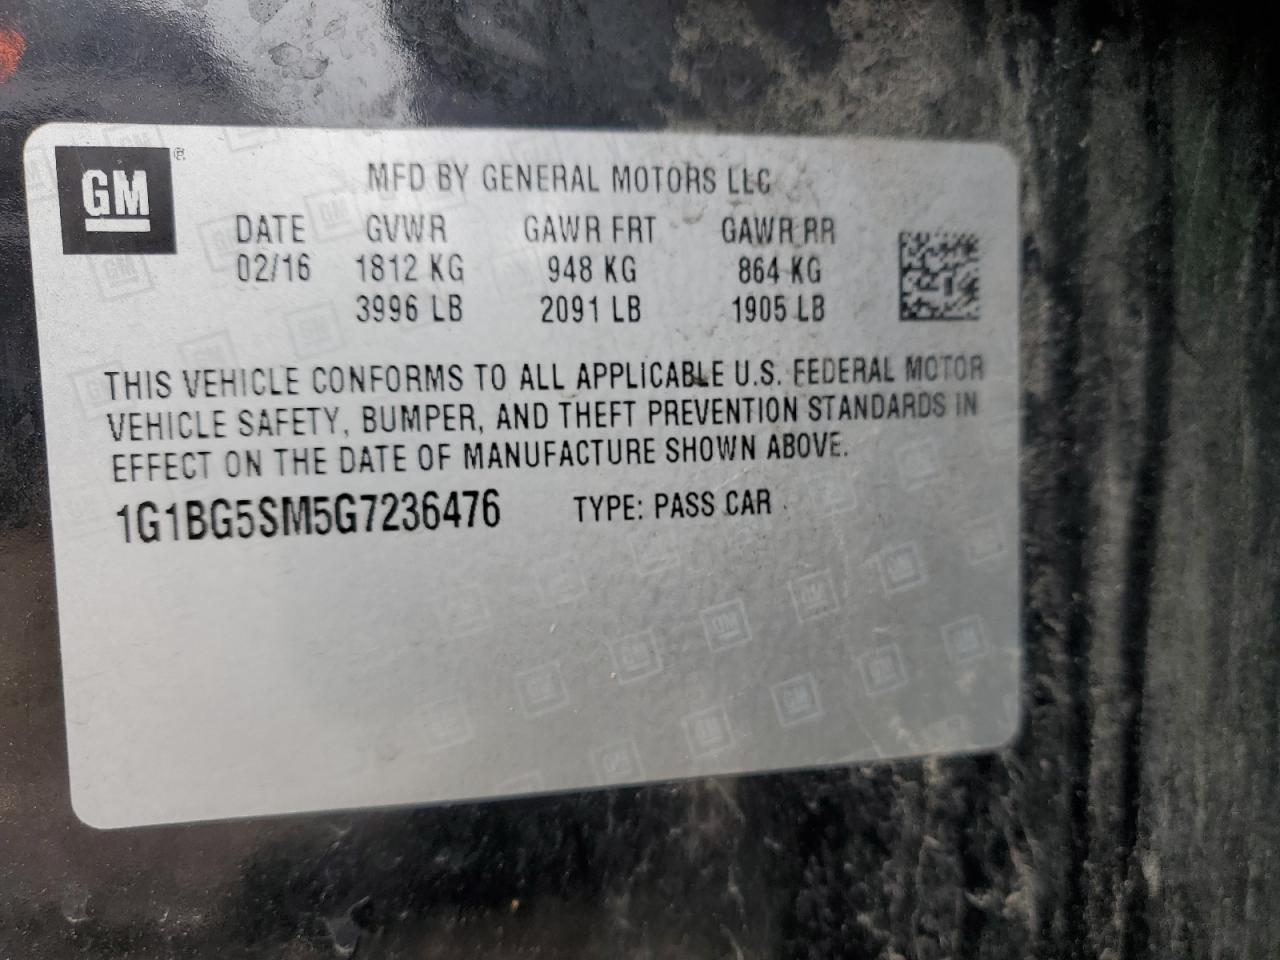 GM
MFD BY GENERAL MOTORS LLC
DATE GVWR GAWR FRT GAWR RR
02/16 1812 KG 948 KG 864 KG
3996 LB 2091 LB 1905 LB
THIS VEHICLE CONFORMS TO ALL APPLICABLE U.S. FEDERAL MOTOR
VEHICLE SAFETY, BUMPER, AND THEFT PREVENTION STANDARDS IN
EFFECT ON THE DATE OF MANUFACTURE SHOWN ABOVE.
1G1BG5SM5G7236476 TYPE: PASS CAR